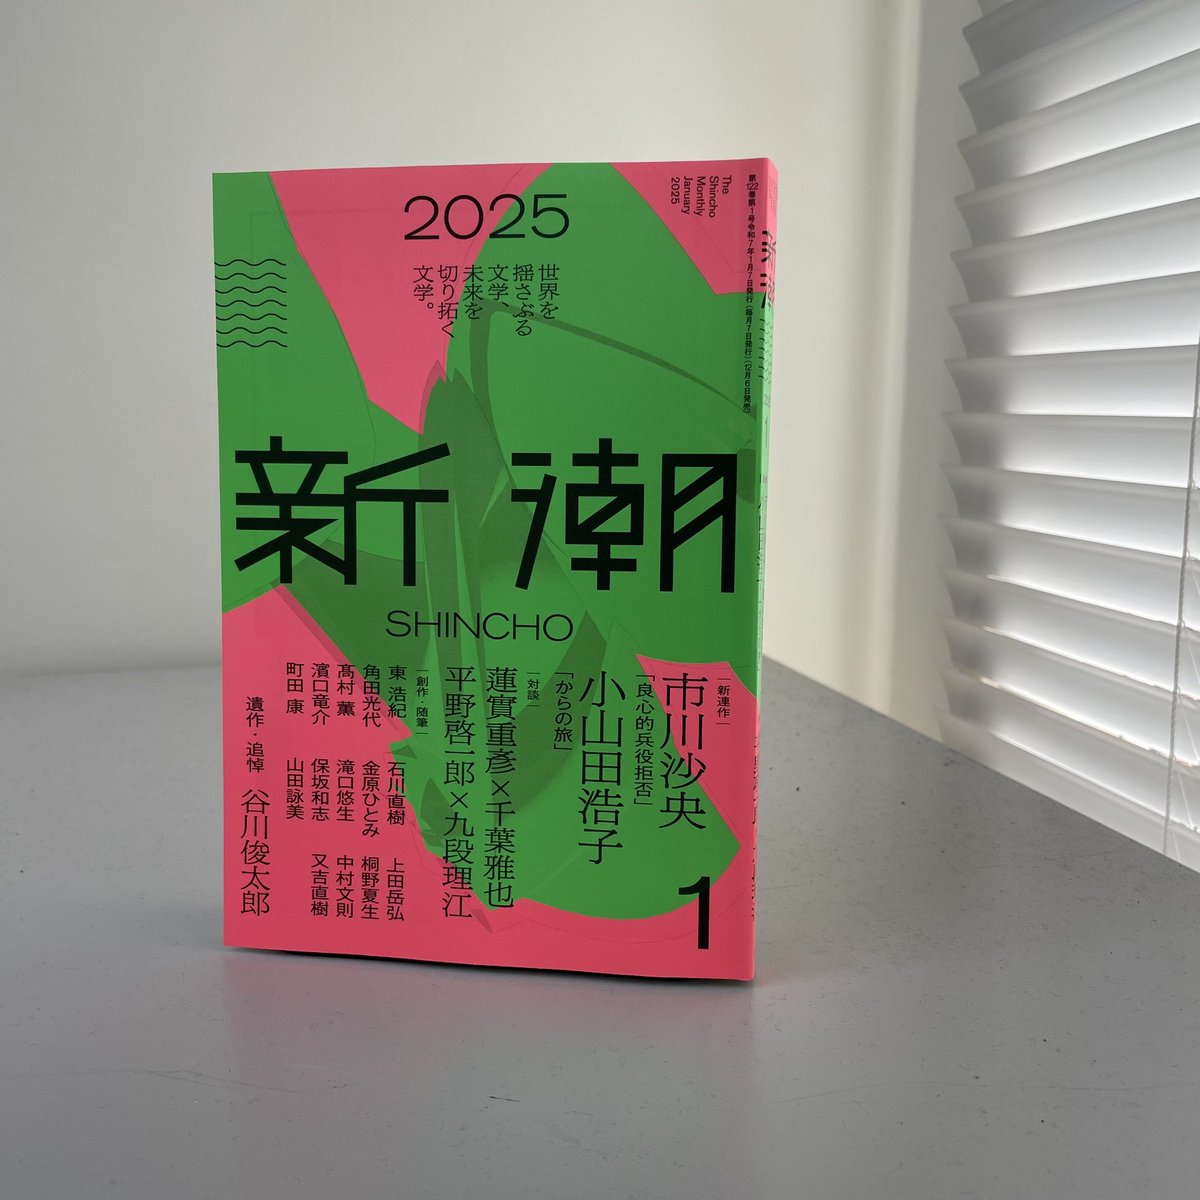 2025
The
Shincho
Monthly
January
2025
第122巻第1号令和7年1月7日発行(毎月7日発行)(12月6日発売)
世界を
揺さぶる
文学、
未来を
切り拓く
文学。
新潮
SHINCHO
新連作
市川沙央
「良心的兵役拒否」
小山田浩子
「からの旅」
対談
蓮實重彥×千葉雅也
平野啓一郎×九段理江
創作・随筆
東 浩紀 石川直樹 上田岳弘
角田光代 金原ひとみ 桐野夏生
髙村 薫 滝口悠生 中村文則
濱口竜介 保坂和志 又吉直樹
町田 康 山田詠美
遺作・追悼 谷川俊太郎
1
新潮